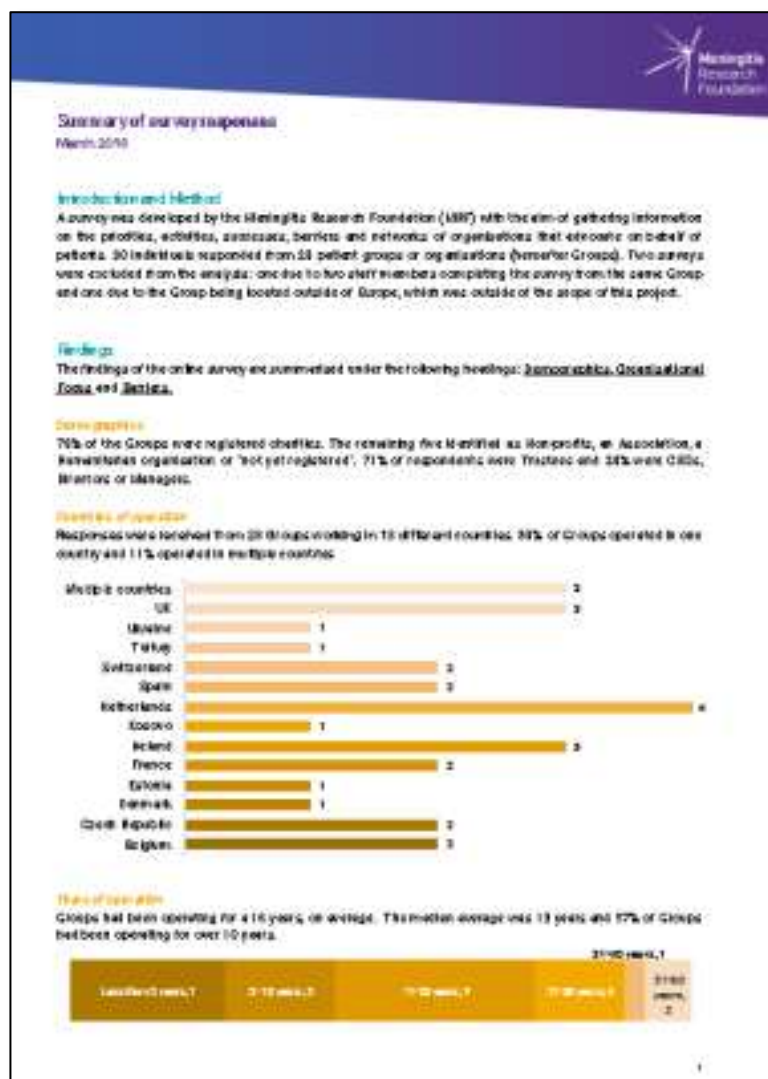 Meningitis
Research
Foundation
Summary of survey responses
March
Introduction and Method
A survey was developed by the Meningitis Research Foundation (MRF) with the aim of gathering information
on the priorities, activities, successes, barriers and networks of organisations that advocate on behalf of
patients. 30 individuals responded from patient groups or organisations (hereafter Groups). Two surveys
were excluded from the analysis: one due to two staff members completing the survey from the same Group
and one due to the Group being located outside of Europe, which was outside of the scope of this project.
Findings
The findings of the online survey are summarised under the following headings: Demographics, Organisational
Focus and Barriers.
Demographics
of the Groups were registered charities. The remaining five identified as Non-profits, an Association, a
Humanitarian organisation or "not yet registered". 71% of respondents were Trustees and were CEOs,
Directors or Managers.
Countries of operation
Responses were received from Groups working in 13 different countries. of Groups operated in one
country and 11% operated in multiple countries
Multiple countries 3
UK 3
Ukraine 1
Turkey 1
Switzerland 2
Spain 2
Netherlands 4
Kosovo 1
Ireland 3
France 2
Estonia 1
Denmark 1
Czech Republic 2
Belgium 2
Years of operation
Groups had been operating for years, on average. The median average was 13 years and 57% of Groups
had been operating for over 10 years.
years, 1
years,
2
1